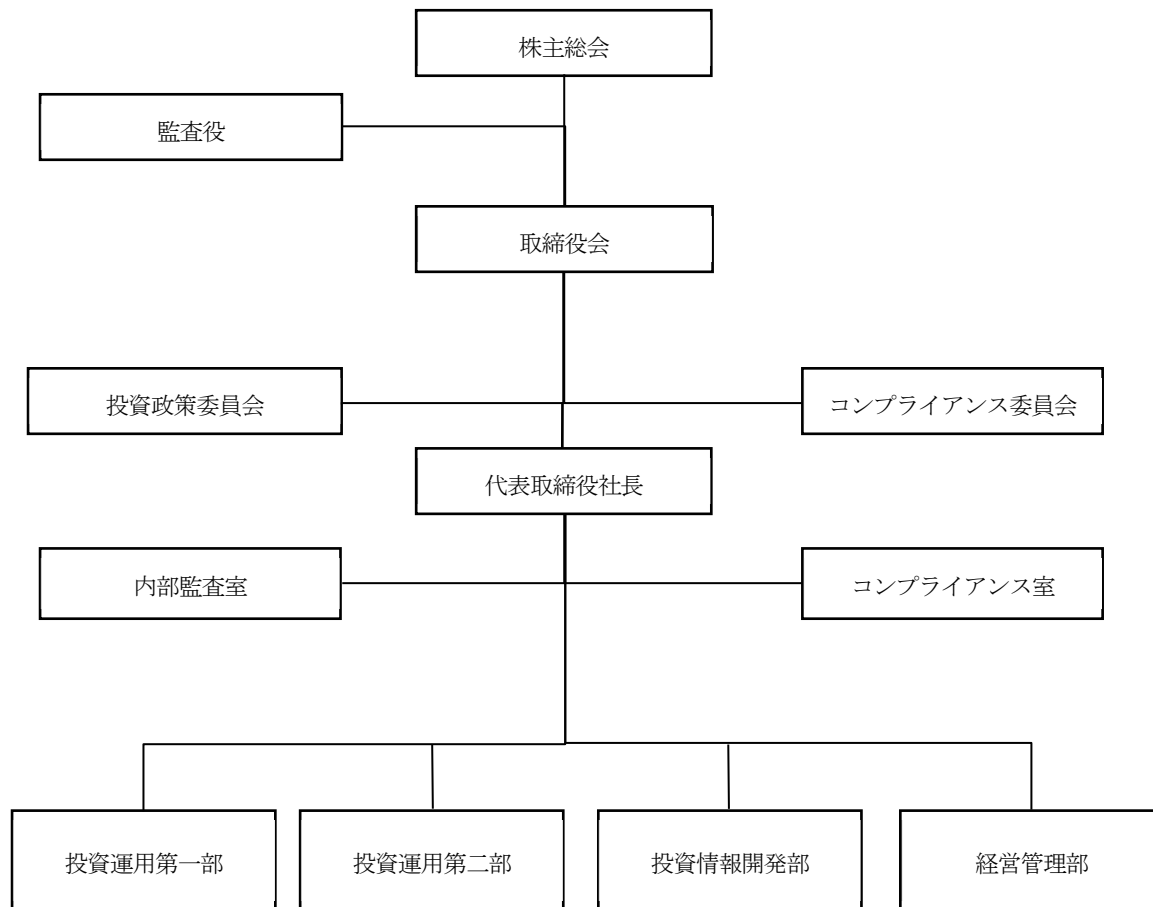 株主総会
監査役
取締役会
投資政策委員会
コンプライアンス委員会
代表取締役社長
内部監査室
コンプライアンス室
投資運用第一部
投資運用第二部
投資情報開発部
経営管理部